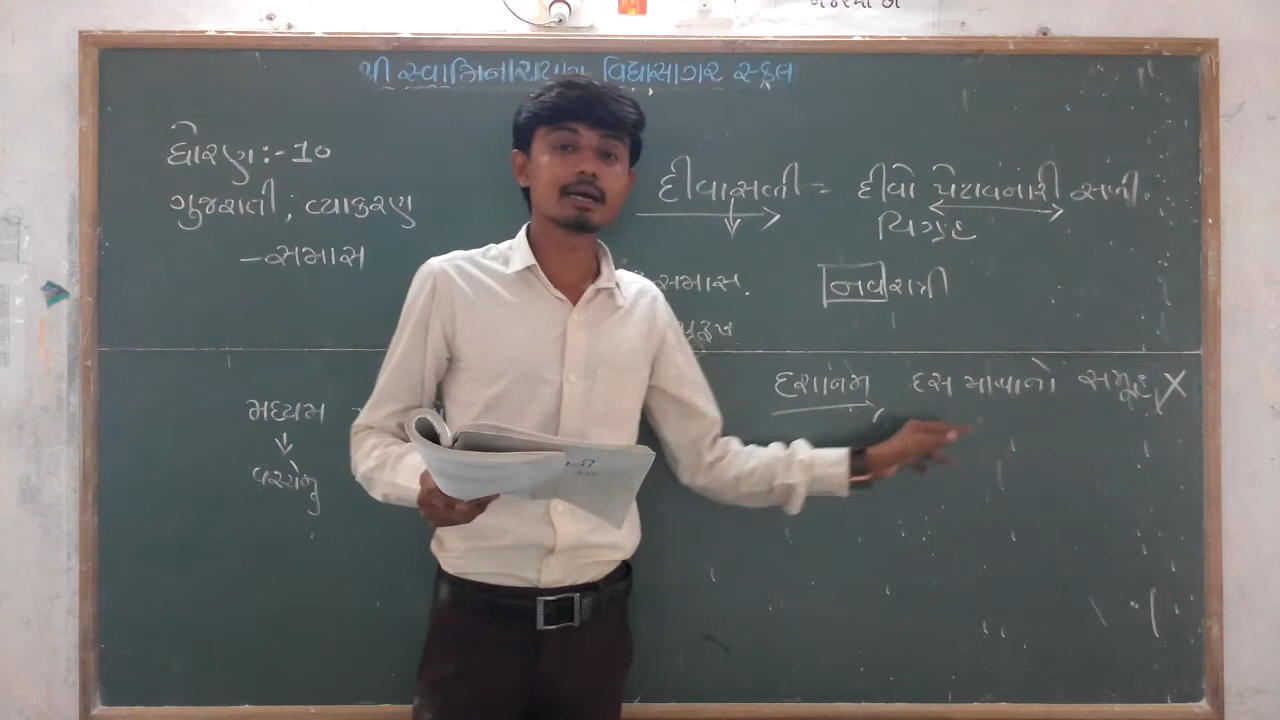 શ્રી સ્વામિનારાયણ વિદ્યાસાગર સ્કૂલ
ધોરણ:-10
ગુજરાતી, વ્યાકરણ
-સમાસ
દીવાસળી = દીવો પેટાવનારી સળી.
વિગ્રહ
સમાસ.
નવરાત્રી
મધ્યમ
વચ્ચેનું
દશાનન દસ માથાનો સમૂહ X